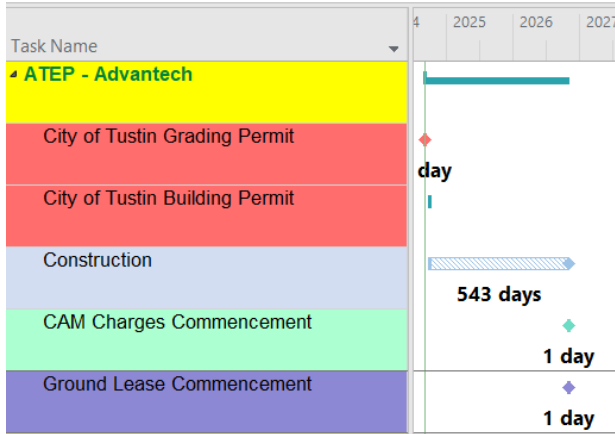 4 2025 2026 2027
Task Name
ATEP - Advantech
City of Tustin Grading Permit
day
City of Tustin Building Permit
Construction
543 days
CAM Charges Commencement
1 day
Ground Lease Commencement
1 day